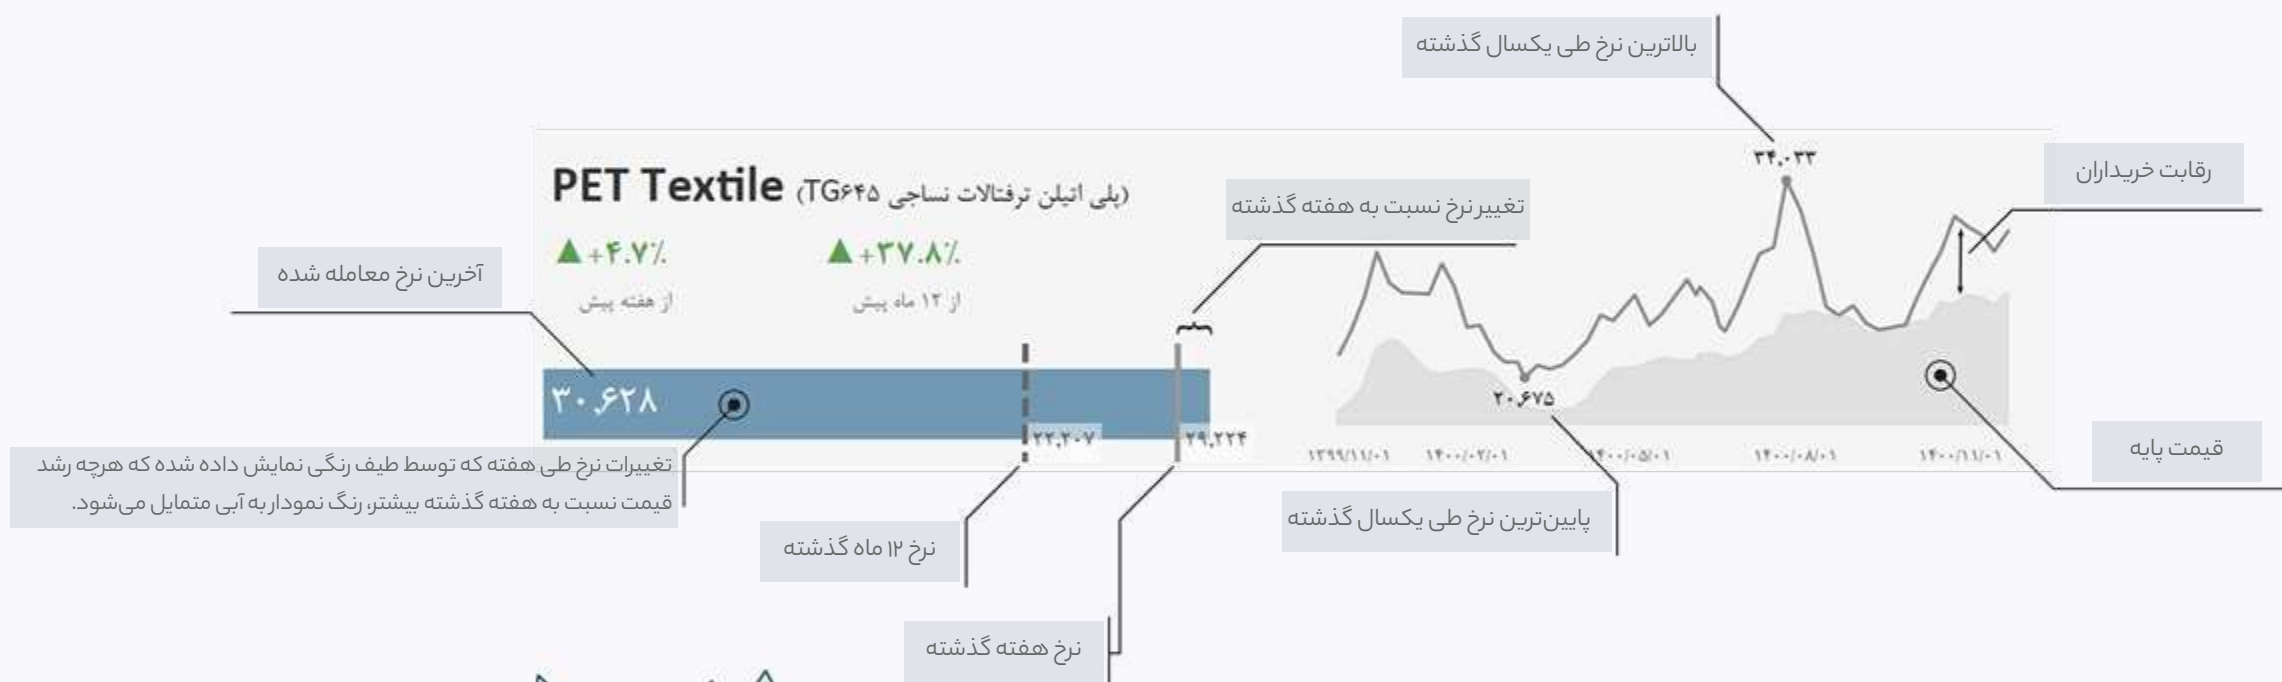 بالاترین نرخ طی یکسال گذشته
۳۴,۰۳۳
رقابت خریداران
PET Textile (پلی اتیلن ترفتالات نساجی TG۶۴۵)
تغییر نرخ نسبت به هفته گذشته
▲+۴.۷٪
▲+۳۷.۸٪
از هفته پیش
از ۱۲ ماه پیش
آخرین نرخ معامله شده
۳۰,۶۲۸
۲۲,۲۰۷
۲۹,۲۲۴
۲۰,۶۷۵
۱۳۹۹/۱۱/۰۱
۱۴۰۰/۰۲/۰۱
۱۴۰۰/۰۵/۰۱
۱۴۰۰/۰۸/۰۱
۱۴۰۰/۱۱/۰۱
قیمت پایه
تغییرات نرخ طی هفته که توسط طیف رنگی نمایش داده شده که هرچه رشد
قیمت نسبت به هفته گذشته بیشتر، رنگ نمودار به آبی متمایل می‌شود.
پایین‌ترین نرخ طی یکسال گذشته
نرخ ۱۲ ماه گذشته
نرخ هفته گذشته